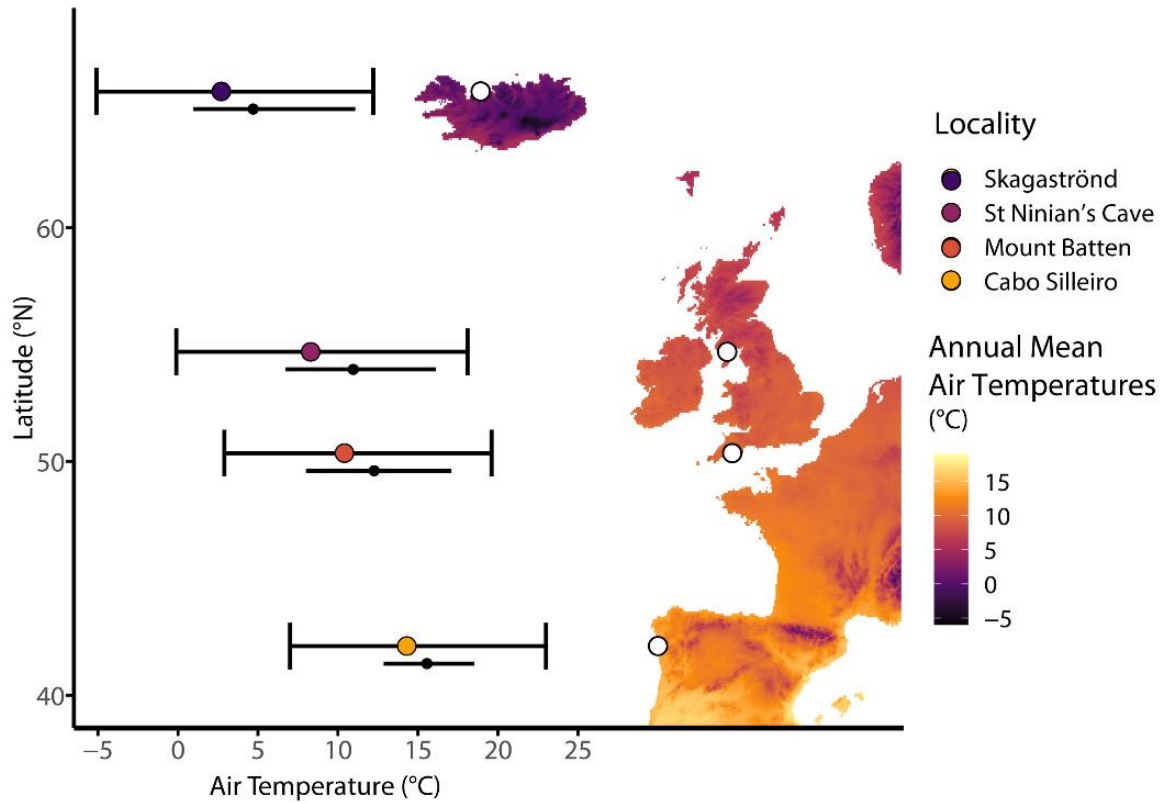 Latitude (°N)
60
50
40
−5 0 5 10 15 20 25
Air Temperature (°C)
Locality
Skagaströnd
St Ninian's Cave
Mount Batten
Cabo Silleiro
Annual Mean
Air Temperatures
(°C)
15
10
5
0
−5